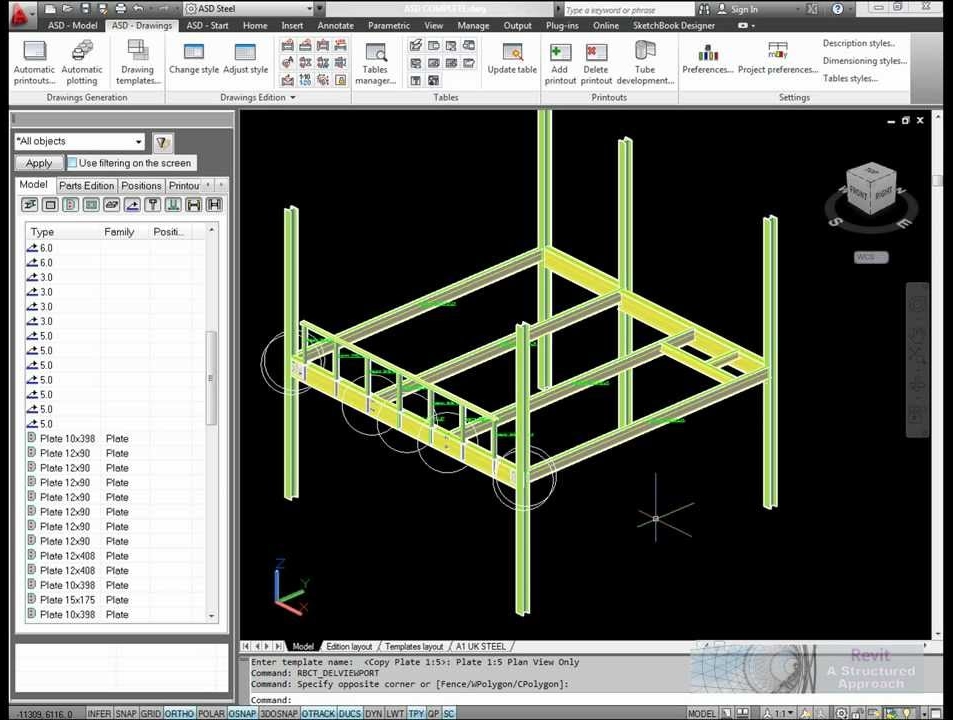 ASD Steel
ASD COMPLETE.dwg
Type a keyword or phrase
Sign In
ASD - Model
ASD - Drawings
ASD - Start
Home
Insert
Annotate
Parametric
View
Manage
Output
Plug-ins
Online
SketchBook Designer
Automatic printouts...
Automatic plotting
Drawing templates...
Change style
Adjust style
Tables manager...
Update table
Add printout
Delete printout
Tube development...
Preferences...
Project preferences...
Description styles..
Dimensioning styles...
Tables styles...
Drawings Generation
Drawings Edition
Tables
Printouts
Settings
*All objects
Apply
Use filtering on the screen
Model
Parts Edition
Positions
Printou
Type Family Positi...
6.0
6.0
3.0
3.0
3.0
3.0
5.0
5.0
5.0
5.0
5.0
5.0
5.0
Plate 10x398 Plate
Plate 12x90 Plate
Plate 12x90 Plate
Plate 12x90 Plate
Plate 12x90 Plate
Plate 12x90 Plate
Plate 12x90 Plate
Plate 12x90 Plate
Plate 12x408 Plate
Plate 12x408 Plate
Plate 10x398 Plate
Plate 15x175 Plate
Plate 10x398 Plate
TOP
FRONT
RIGHT
S
E
N
WCS
Z
Y
X
Model
Edition layout
Templates layout
A1 UK STEEL
Enter template name: <Copy Plate 1:5>: Plate 1:5 Plan View Only
Command: RBCT_DELVIEWPORT
Command: Specify opposite corner or [Fence/WPolygon/CPolygon]:
Command:
Revit
A Structured
Approach
-11309, 6116, 0
INFER SNAP GRID ORTHO POLAR OSNAP 3DOSNAP OTRACK DUCS DYN LWT TPY QP SC
MODEL
1:1